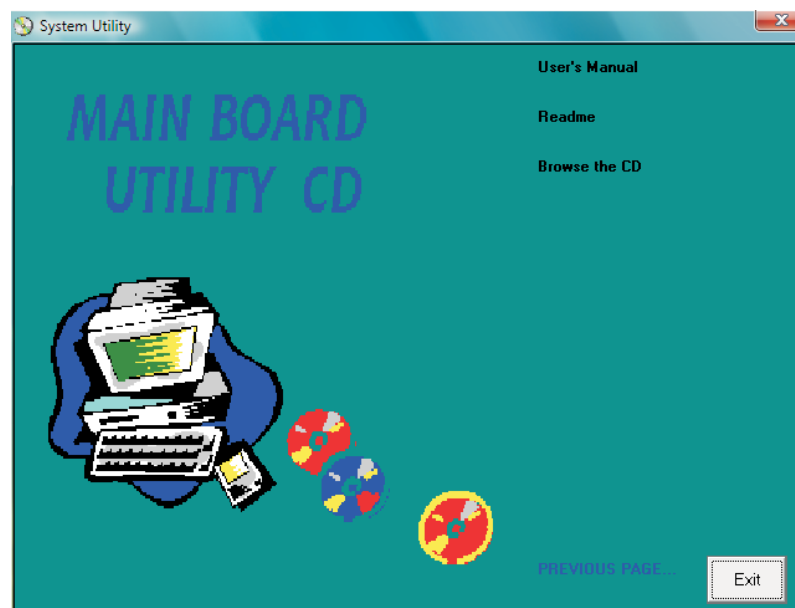 System Utility
MAIN BOARD
UTILITY CD
User's Manual
Readme
Browse the CD
PREVIOUS PAGE...
Exit